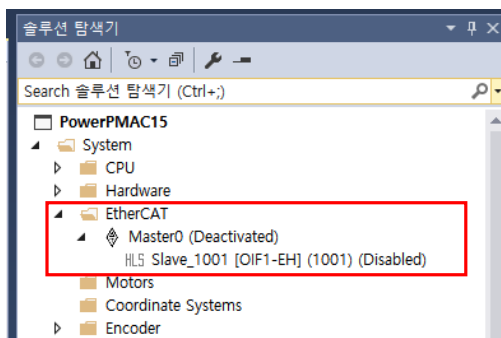 솔루션 탐색기
Search 솔루션 탐색기 (Ctrl+;)
PowerPMAC15
System
CPU
Hardware
EtherCAT
Master0 (Deactivated)
HLS Slave_1001 [OIF1-EH] (1001) (Disabled)
Motors
Coordinate Systems
Encoder